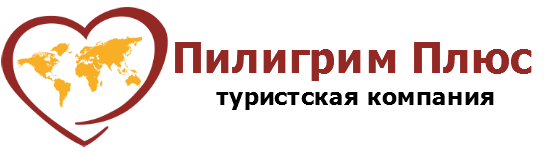 Пилигрим Плюс
туристская компания